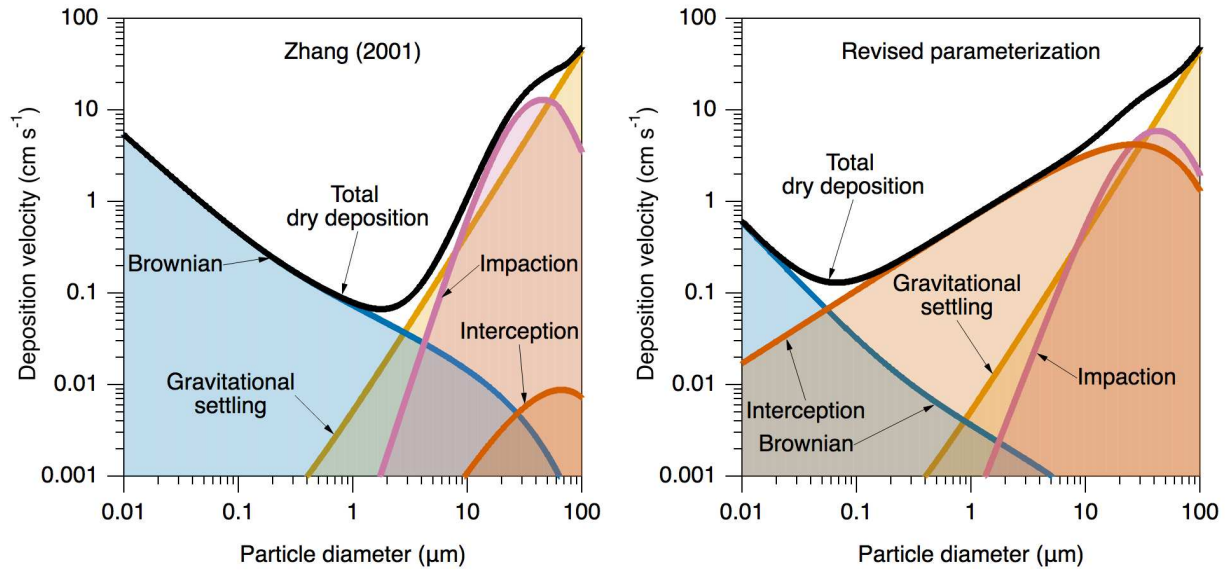 Zhang (2001)
Deposition velocity (cm s⁻¹)
100
10
1
0.1
0.01
0.001
Total
dry deposition
Brownian
Impaction
Interception
Gravitational
settling
0.01 0.1 1 10 100
Particle diameter (µm)
Revised parameterization
Deposition velocity (cm s⁻¹)
100
10
1
0.1
0.01
0.001
Total
dry deposition
Gravitational
settling
Impaction
Interception
Brownian
0.01 0.1 1 10 100
Particle diameter (µm)